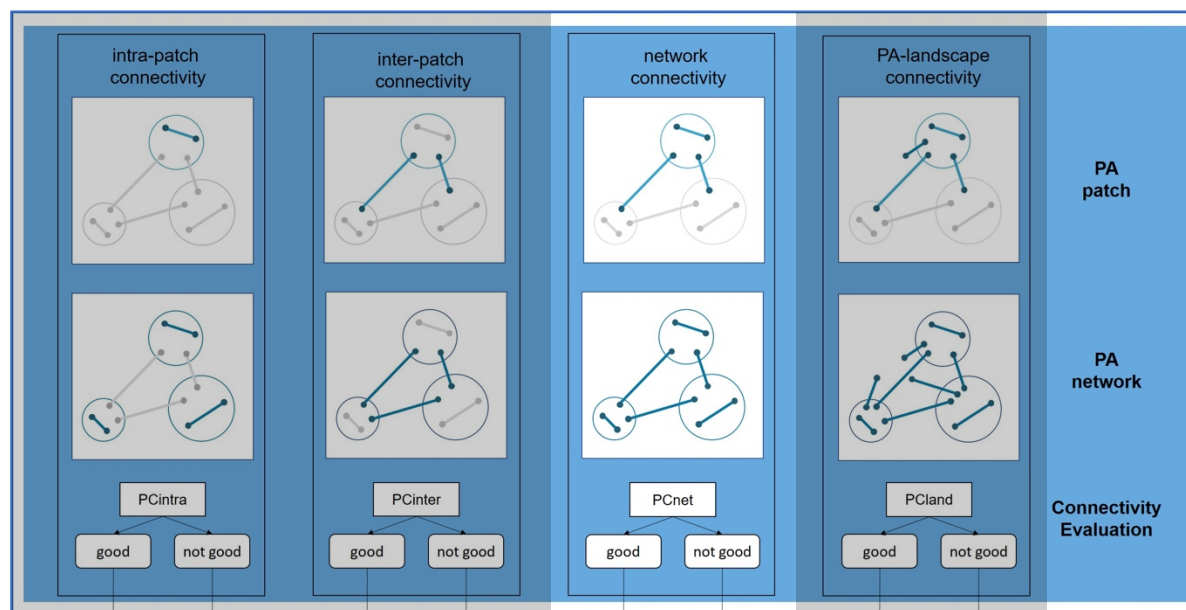 intra-patch
connectivity
inter-patch
connectivity
network
connectivity
PA-landscape
connectivity
PA
patch
PA
network
PCintra
PCinter
PCnet
PCland
Connectivity
Evaluation
good
not good
good
not good
good
not good
good
not good